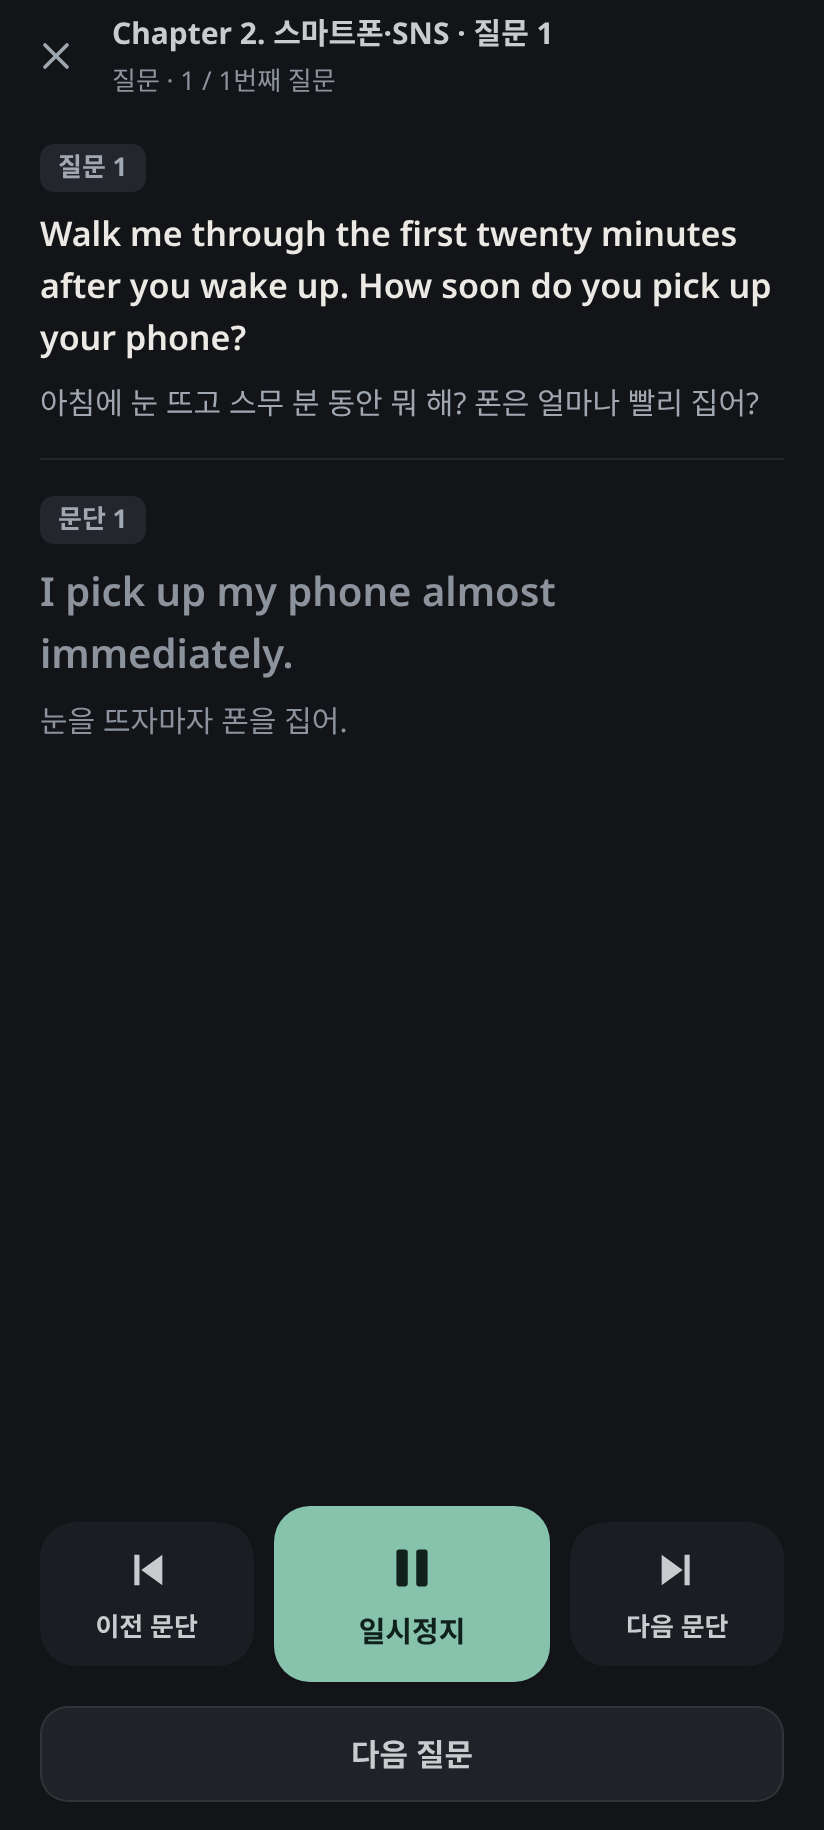 Chapter 2. 스마트폰·SNS · 질문 1
질문 · 1 / 1번째 질문
질문 1
Walk me through the first twenty minutes
after you wake up. How soon do you pick up
your phone?
아침에 눈 뜨고 스무 분 동안 뭐 해? 폰은 얼마나 빨리 집어?
문단 1
I pick up my phone almost
immediately.
눈을 뜨자마자 폰을 집어.
이전 문단
일시정지
다음 문단
다음 질문